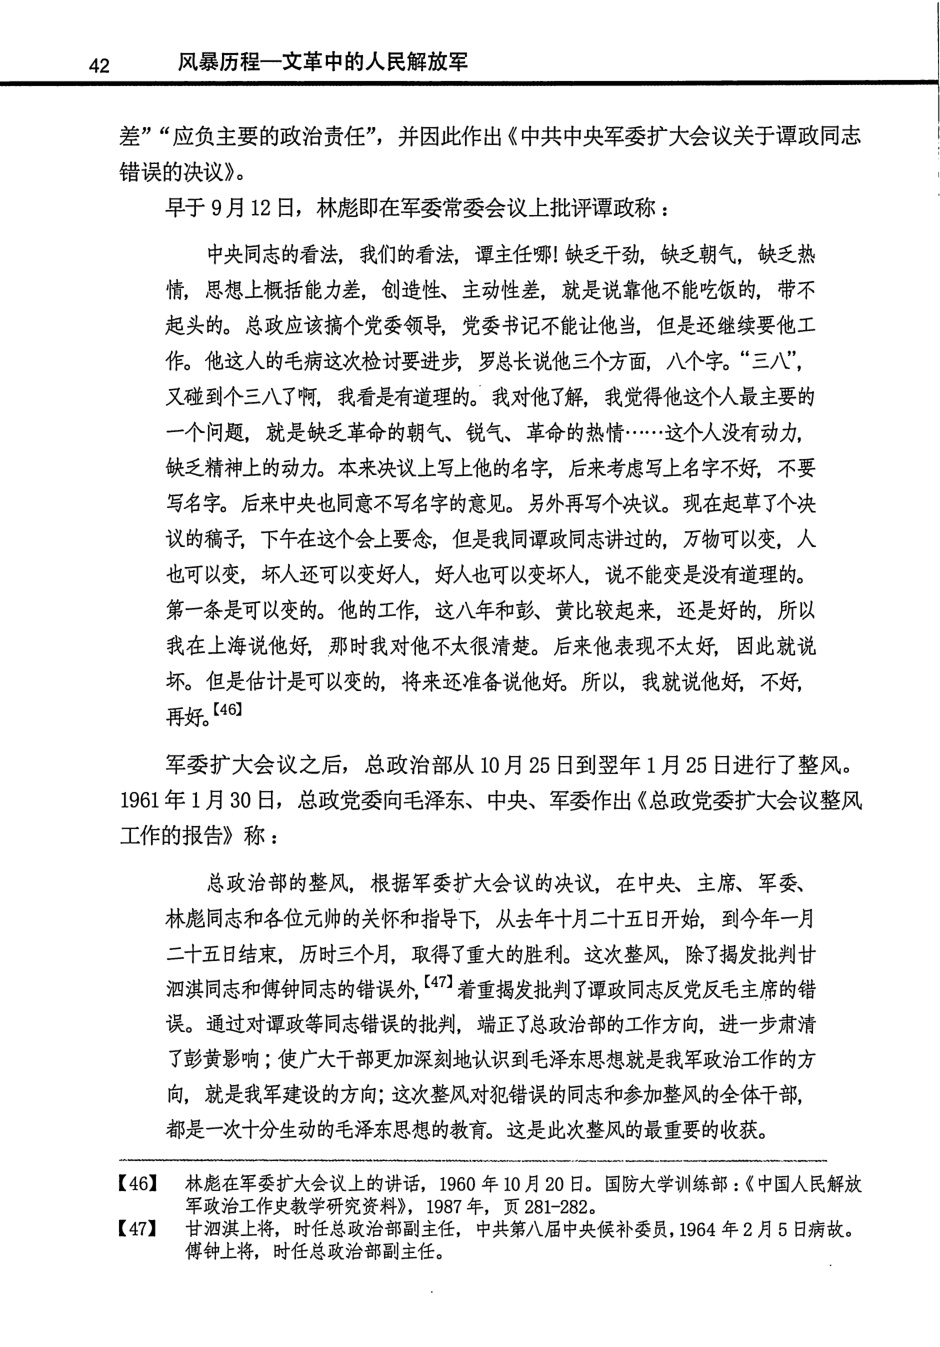 42 风暴历程—文革中的人民解放军
差”“应负主要的政治责任”，并因此作出《中共中央军委扩大会议关于谭政同志
错误的决议》。
早于9月12日，林彪即在军委常委会议上批评谭政称：
中央同志的看法，我们的看法，谭主任哪！缺乏干劲，缺乏朝气，缺乏热
情，思想上概括能力差，创造性、主动性差，就是说靠他不能吃饭的，带不
起头的。总政应该搞个党委领导，党委书记不能让他当，但是还继续要他工
作。他这人的毛病这次检讨要进步，罗总长说他三个方面，八个字。“三八”，
又碰到个三八了啊，我看是有道理的。我对他了解，我觉得他这个人最主要的
一个问题，就是缺乏革命的朝气、锐气、革命的热情……这个人没有动力，
缺乏精神上的动力。本来决议上写上他的名字，后来考虑写上名字不好，不要
写名字。后来中央也同意不写名字的意见。另外再写个决议。现在起草了个决
议的稿子，下午在这个会上要念，但是我同谭政同志讲过的，万物可以变，人
也可以变，坏人还可以变好人，好人也可以变坏人，说不能变是没有道理的。
第一条是可以变的。他的工作，这八年和彭、黄比较起来，还是好的，所以
我在上海说他好，那时我对他不太很清楚。后来他表现不太好，因此就说
坏。但是估计是可以变的，将来还准备说他好。所以，我就说他好，不好，
再好。【46】
军委扩大会议之后，总政治部从10月25日到翌年1月25日进行了整风。
1961年1月30日，总政党委向毛泽东、中央、军委作出《总政党委扩大会议整风
工作的报告》称：
总政治部的整风，根据军委扩大会议的决议，在中央、主席、军委、
林彪同志和各位元帅的关怀和指导下，从去年十月二十五日开始，到今年一月
二十五日结束，历时三个月，取得了重大的胜利。这次整风，除了揭发批判甘
泗淇同志和傅钟同志的错误外，【47】着重揭发批判了谭政同志反党反毛主席的错
误。通过对谭政等同志错误的批判，端正了总政治部的工作方向，进一步肃清
了彭黄影响；使广大干部更加深刻地认识到毛泽东思想就是我军政治工作的方
向，就是我军建设的方向；这次整风对犯错误的同志和参加整风的全体干部，
都是一次十分生动的毛泽东思想的教育。这是此次整风的最重要的收获。
【46】 林彪在军委扩大会议上的讲话，1960年10月20日。国防大学训练部：《中国人民解放
军政治工作史教学研究资料》，1987年，页281-282。
【47】 甘泗淇上将，时任总政治部副主任，中共第八届中央候补委员，1964年2月5日病故。
傅钟上将，时任总政治部副主任。